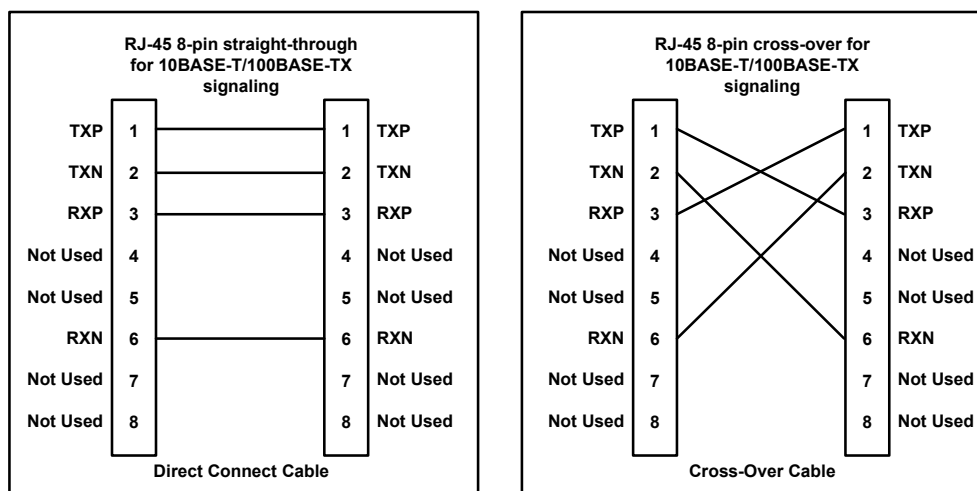 RJ-45 8-pin straight-through
for 10BASE-T/100BASE-TX
signaling
TXP 1 1 TXP
TXN 2 2 TXN
RXP 3 3 RXP
Not Used 4 4 Not Used
Not Used 5 5 Not Used
RXN 6 6 RXN
Not Used 7 7 Not Used
Not Used 8 8 Not Used
Direct Connect Cable
RJ-45 8-pin cross-over for
10BASE-T/100BASE-TX
signaling
TXP 1 1 TXP
TXN 2 2 TXN
RXP 3 3 RXP
Not Used 4 4 Not Used
Not Used 5 5 Not Used
RXN 6 6 RXN
Not Used 7 7 Not Used
Not Used 8 8 Not Used
Cross-Over Cable